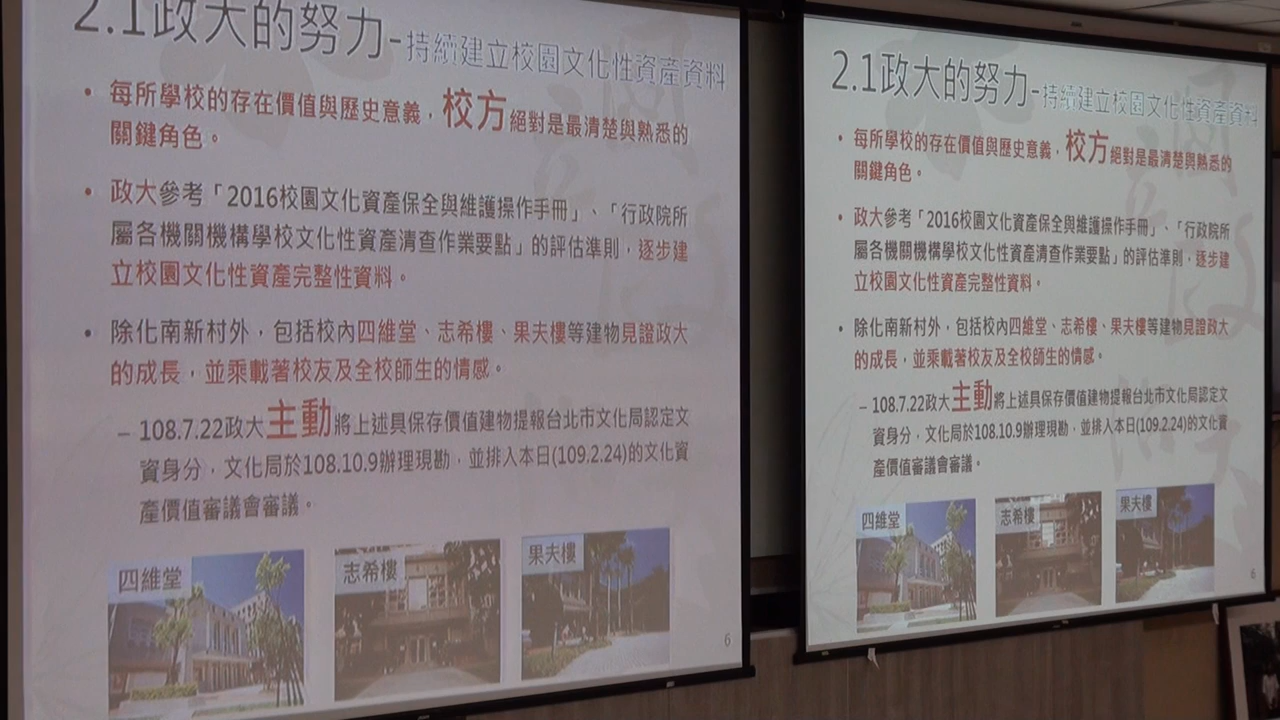 2.1政大的努力-持續建立校園文化性資產資料
• 每所學校的存在價值與歷史意義，校方絕對是最清楚與熟悉的
關鍵角色。
• 政大參考「2016校園文化資產保全與維護操作手冊」、「行政院所
屬各機關機構學校文化性資產清查作業要點」的評估準則，逐步建
立校園文化性資產完整性資料。
• 除化南新村外，包括校內四維堂、志希樓、果夫樓等建物見證政大
的成長，並乘載著校友及全校師生的情感。
– 108.7.22政大主動將上述具保存價值建物提報台北市文化局認定文
資身分，文化局於108.10.9辦理現勘，並排入本日(109.2.24)的文化資
產價值審議會審議。
四維堂
志希樓
果夫樓
6
2.1政大的努力-持續建立校園文化性資產資料
• 每所學校的存在價值與歷史意義，校方絕對是最清楚與熟悉的
關鍵角色。
• 政大參考「2016校園文化資產保全與維護操作手冊」、「行政院所
屬各機關機構學校文化性資產清查作業要點」的評估準則，逐步建
立校園文化性資產完整性資料。
• 除化南新村外，包括校內四維堂、志希樓、果夫樓等建物見證政大
的成長，並乘載著校友及全校師生的情感。
– 108.7.22政大主動將上述具保存價值建物提報台北市文化局認定文
資身分，文化局於108.10.9辦理現勘，並排入本日(109.2.24)的文化資
產價值審議會審議。
四維堂
志希樓
果夫樓
6